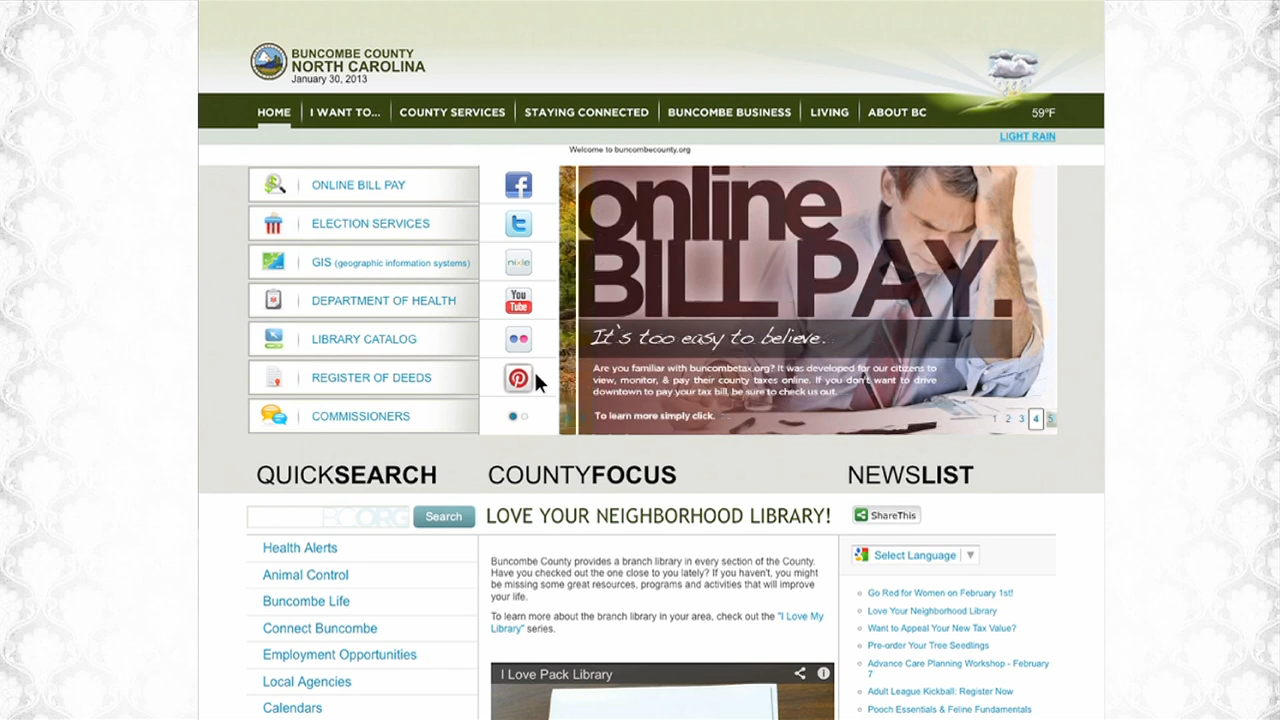 BUNCOMBE COUNTY
NORTH CAROLINA
January 30, 2013
HOME
I WANT TO...
COUNTY SERVICES
STAYING CONNECTED
BUNCOMBE BUSINESS
LIVING
ABOUT BC
59°F
LIGHT RAIN
Welcome to buncombecounty.org
ONLINE BILL PAY
ELECTION SERVICES
GIS (geographic information systems)
DEPARTMENT OF HEALTH
LIBRARY CATALOG
REGISTER OF DEEDS
COMMISSIONERS
nixle
You
Tube
online
BILL PAY.
It's too easy to believe...
Are you familiar with buncombetax.org? It was developed for our citizens to
view, monitor, & pay their county taxes online. If you don't want to drive
downtown to pay your tax bill, be sure to check us out.
To learn more simply click.
1 2 3 4 5
QUICKSEARCH
COUNTYFOCUS
NEWSLIST
BCORG
Search
LOVE YOUR NEIGHBORHOOD LIBRARY!
ShareThis
Health Alerts
Animal Control
Buncombe Life
Connect Buncombe
Employment Opportunities
Local Agencies
Calendars
Buncombe County provides a branch library in every section of the County.
Have you checked out the one close to you lately? If you haven't, you might
be missing some great resources, programs and activities that will improve
your life.
To learn more about the branch library in your area, check out the "I Love My
Library" series.
I Love Pack Library
Select Language
Go Red for Women on February 1st!
Love Your Neighborhood Library
Want to Appeal Your New Tax Value?
Pre-order Your Tree Seedlings
Advance Care Planning Workshop - February
7
Adult League Kickball: Register Now
Pooch Essentials & Feline Fundamentals